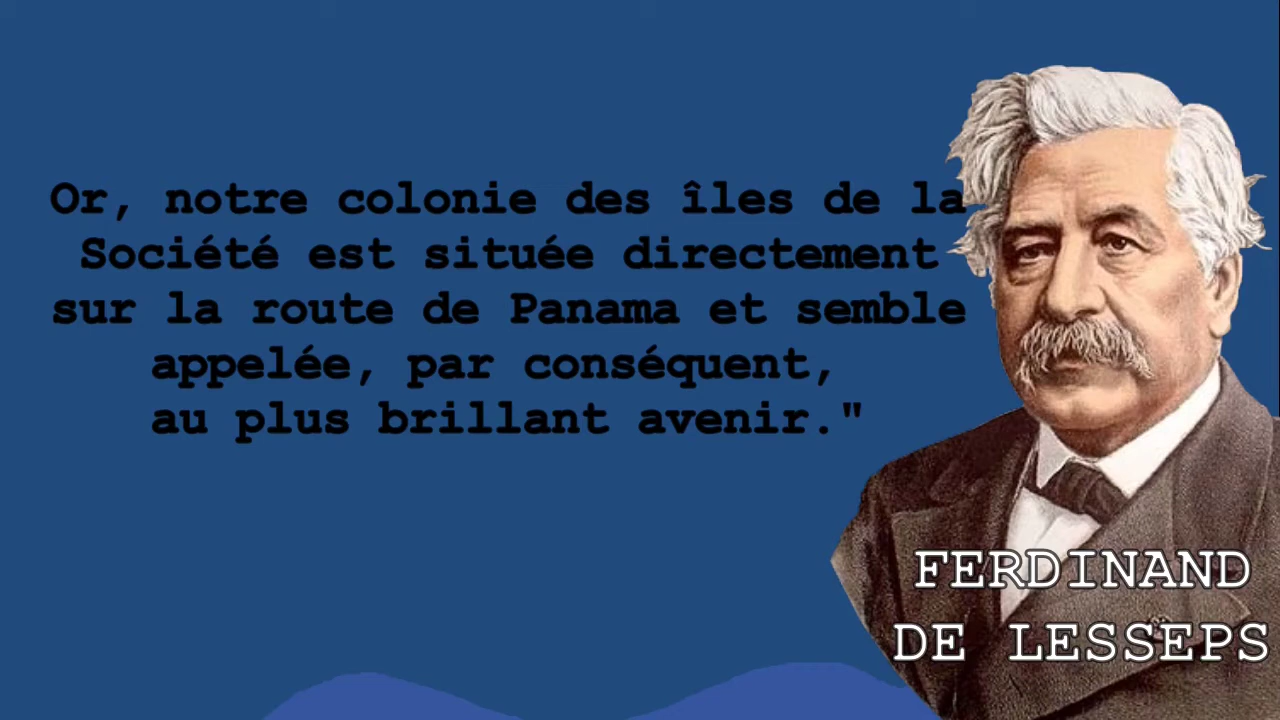 Or, notre colonie des îles de la
Société est située directement
sur la route de Panama et semble
appelée, par conséquent,
au plus brillant avenir."
FERDINAND
DE LESSEPS